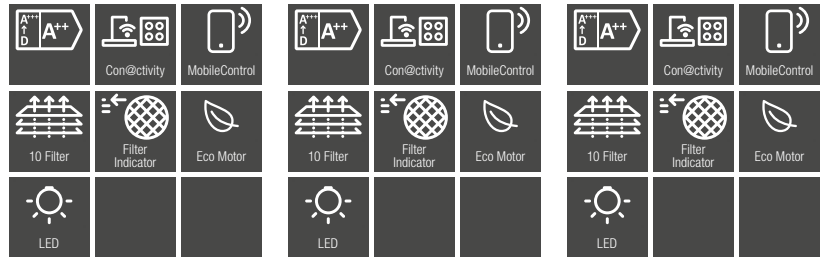 A+++ A++ A+++ A++ A+++ A++
D D D
Con@ctivity MobileControl Con@ctivity MobileControl Con@ctivity MobileControl
10 Filter Filter Indicator Eco Motor 10 Filter Filter Indicator Eco Motor 10 Filter Filter Indicator Eco Motor
LED LED LED